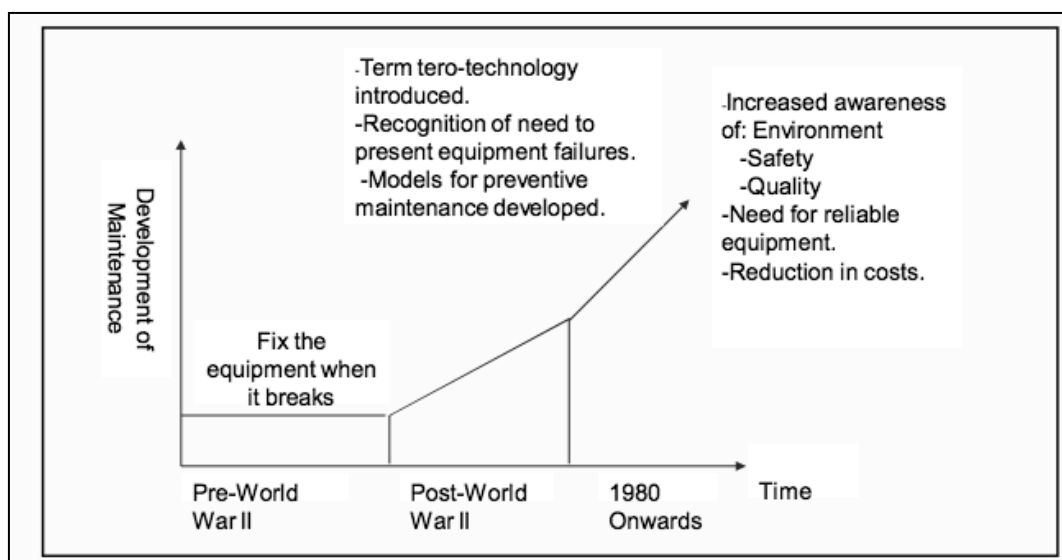 -Term tero-technology
introduced.
-Recognition of need to
present equipment failures.
-Models for preventive
maintenance developed.
-Increased awareness
of: Environment
-Safety
-Quality
-Need for reliable
equipment.
-Reduction in costs.
Development of
Maintenance
Fix the
equipment when
it breaks
Pre-World
War II
Post-World
War II
1980
Onwards
Time